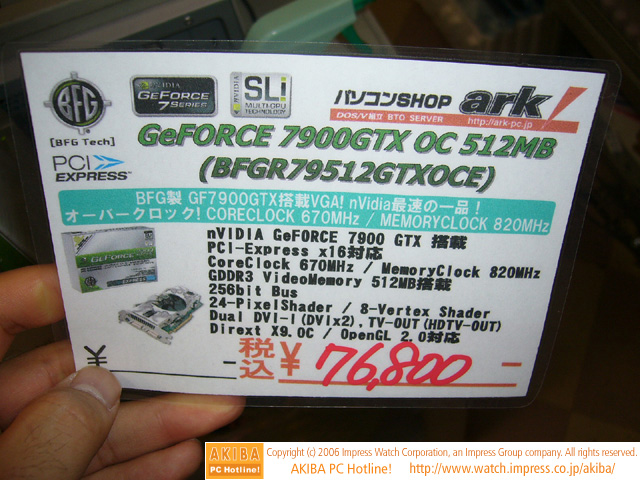 BFG
[BFG Tech]
NVIDIA
GEFORCE
7 SERIES
NVIDIA
SLI
MULTI-GPU
TECHNOLOGY
パソコンSHOP ark
DOS/V組立 BTO SERVER http://ark-pc.jp
PCI
EXPRESS
GeFORCE 7900GTX OC 512MB
(BFGR79512GTXOCE)
BFG製 GF7900GTX搭載VGA! nVidia最速の一品!
オーバークロック! CORECLOCK 670MHz / MEMORYCLOCK 820MHz
nVIDIA GeFORCE 7900 GTX 搭載
PCI-Express x16対応
CoreClock 670MHz / MemoryClock 820MHz
GDDR3 VideoMemory 512MB搭載
256bit Bus
24-PixelShader / 8-Vertex Shader
Dual DVI-I(DVIx2), TV-OUT(HDTV-OUT)
Dirext X9.0C / OpenGL 2.0対応
GEFORCE
¥ -
税込 ¥ 76,800 -
AKIBA
PC Hotline!
Copyright (c) 2006 Impress Watch Corporation, an Impress Group company. All rights reserved.
AKIBA PC Hotline! http://www.watch.impress.co.jp/akiba/